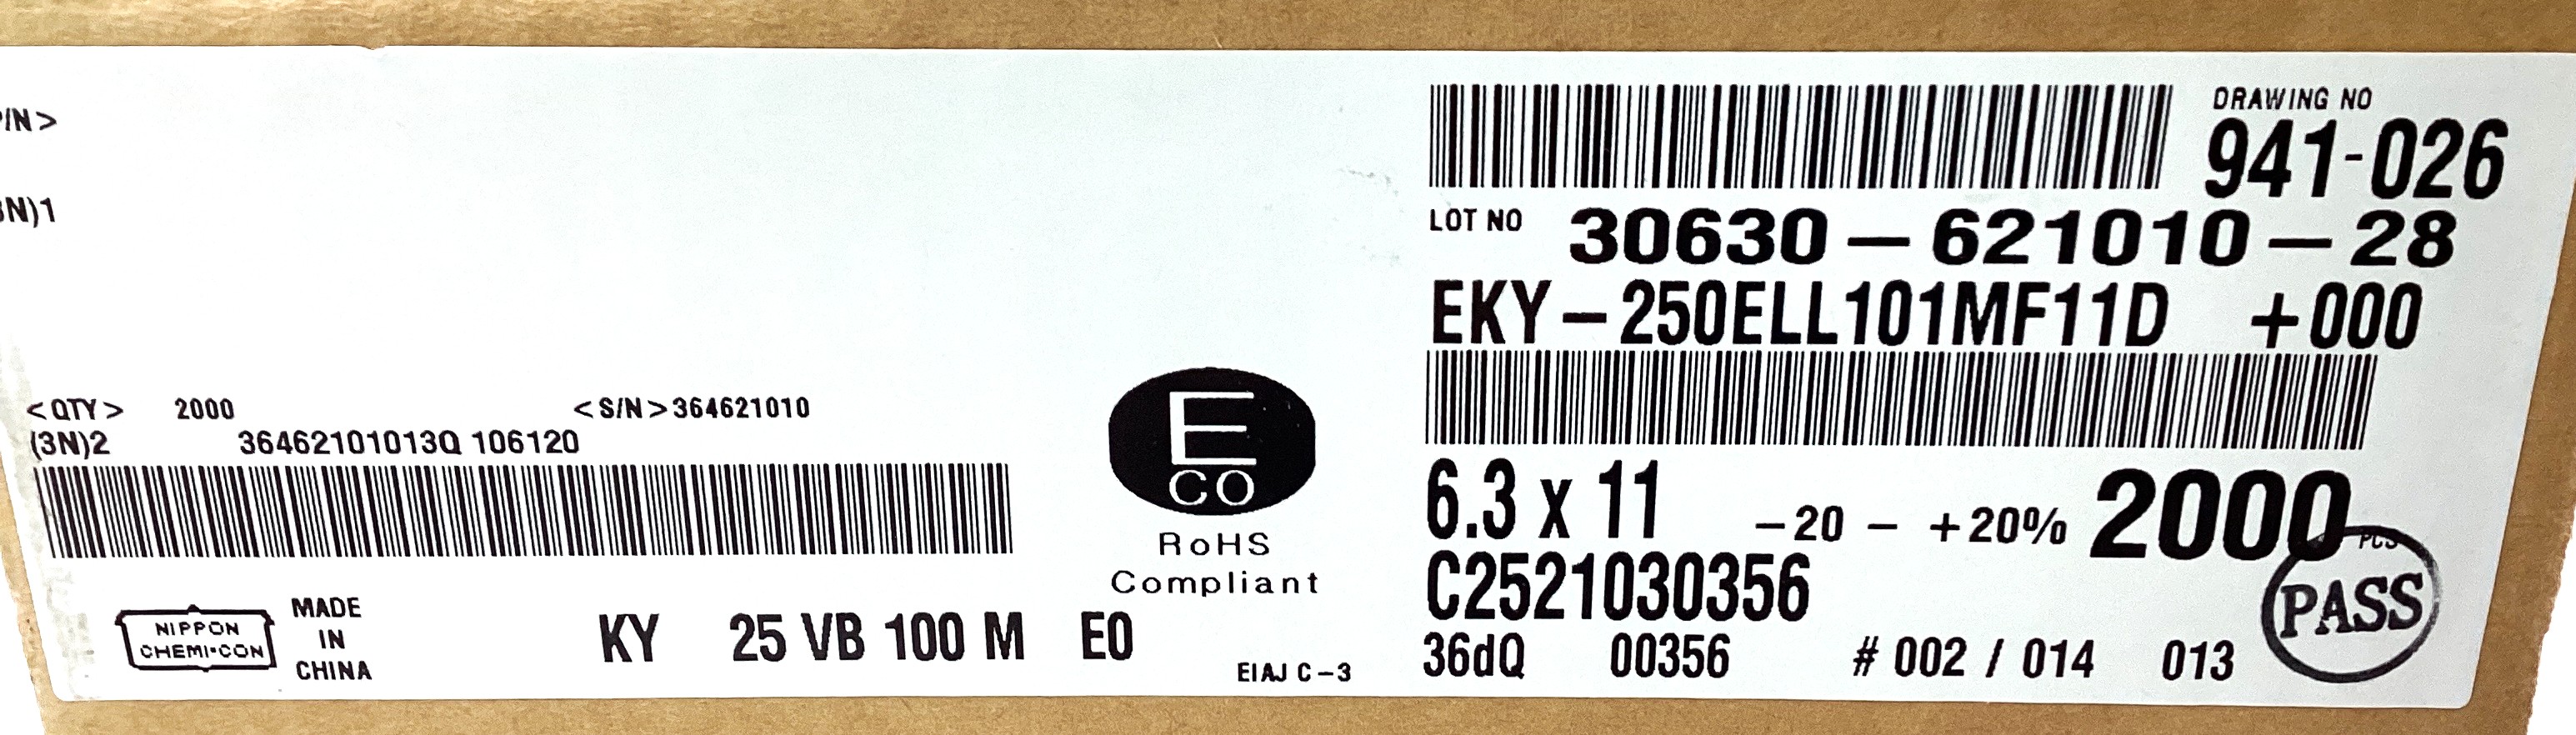 /N>
N)1
<QTY> 2000 <S/N>364621010
(3N)2 36462101013Q 106120
NIPPON
CHEMI-CON
MADE
IN
CHINA
KY 25 VB 100 M E0
E
CO
RoHS
Compliant
EIAJ C-3
DRAWING NO
941-026
LOT NO 30630-621010-28
EKY-250ELL101MF11D +000
6.3 x 11 -20 - +20% 2000 PCS
C2521030356
36dQ 00356 # 002 / 014 013
PASS